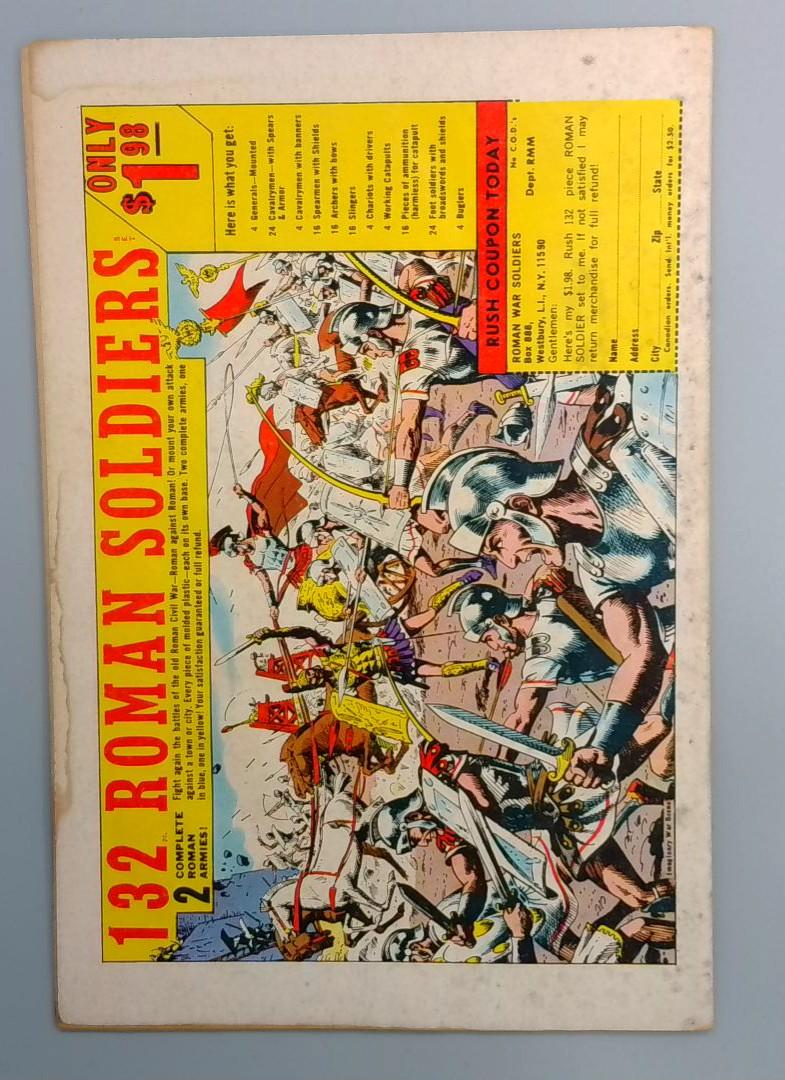 132 PC. ROMAN SOLDIERS SET
ONLY
$1.98
2 COMPLETE
ROMAN
ARMIES!
Fight again the battles of the old Roman Civil War—Roman against Roman! Or mount your own attack
against a town or city. Every piece of molded plastic—each on its own base. Two complete armies, one
in blue, one in yellow! Your satisfaction guaranteed or full refund.
Here is what you get:
4 Generals—Mounted
24 Cavalrymen—with Spears
& Armor
4 Cavalrymen with banners
16 Spearmen with Shields
16 Archers with bows
16 Slingers
4 Chariots with drivers
4 Working Catapults
16 Pieces of ammunition
(harmless) for catapult
24 Foot soldiers with
broadswords and shields
4 Buglers
RUSH COUPON TODAY
No C.O.D.'s
ROMAN WAR SOLDIERS
Box 888, Dept. RMM
Westbury, L.I., N.Y. 11590
Gentlemen:
Here's my $1.98. Rush 132 piece ROMAN
SOLDIER set to me. If not satisfied I may
return merchandise for full refund!
Name
Address
City Zip State
Canadian orders. Send Int'l. money orders for $2.50.
Imaginary War Scene